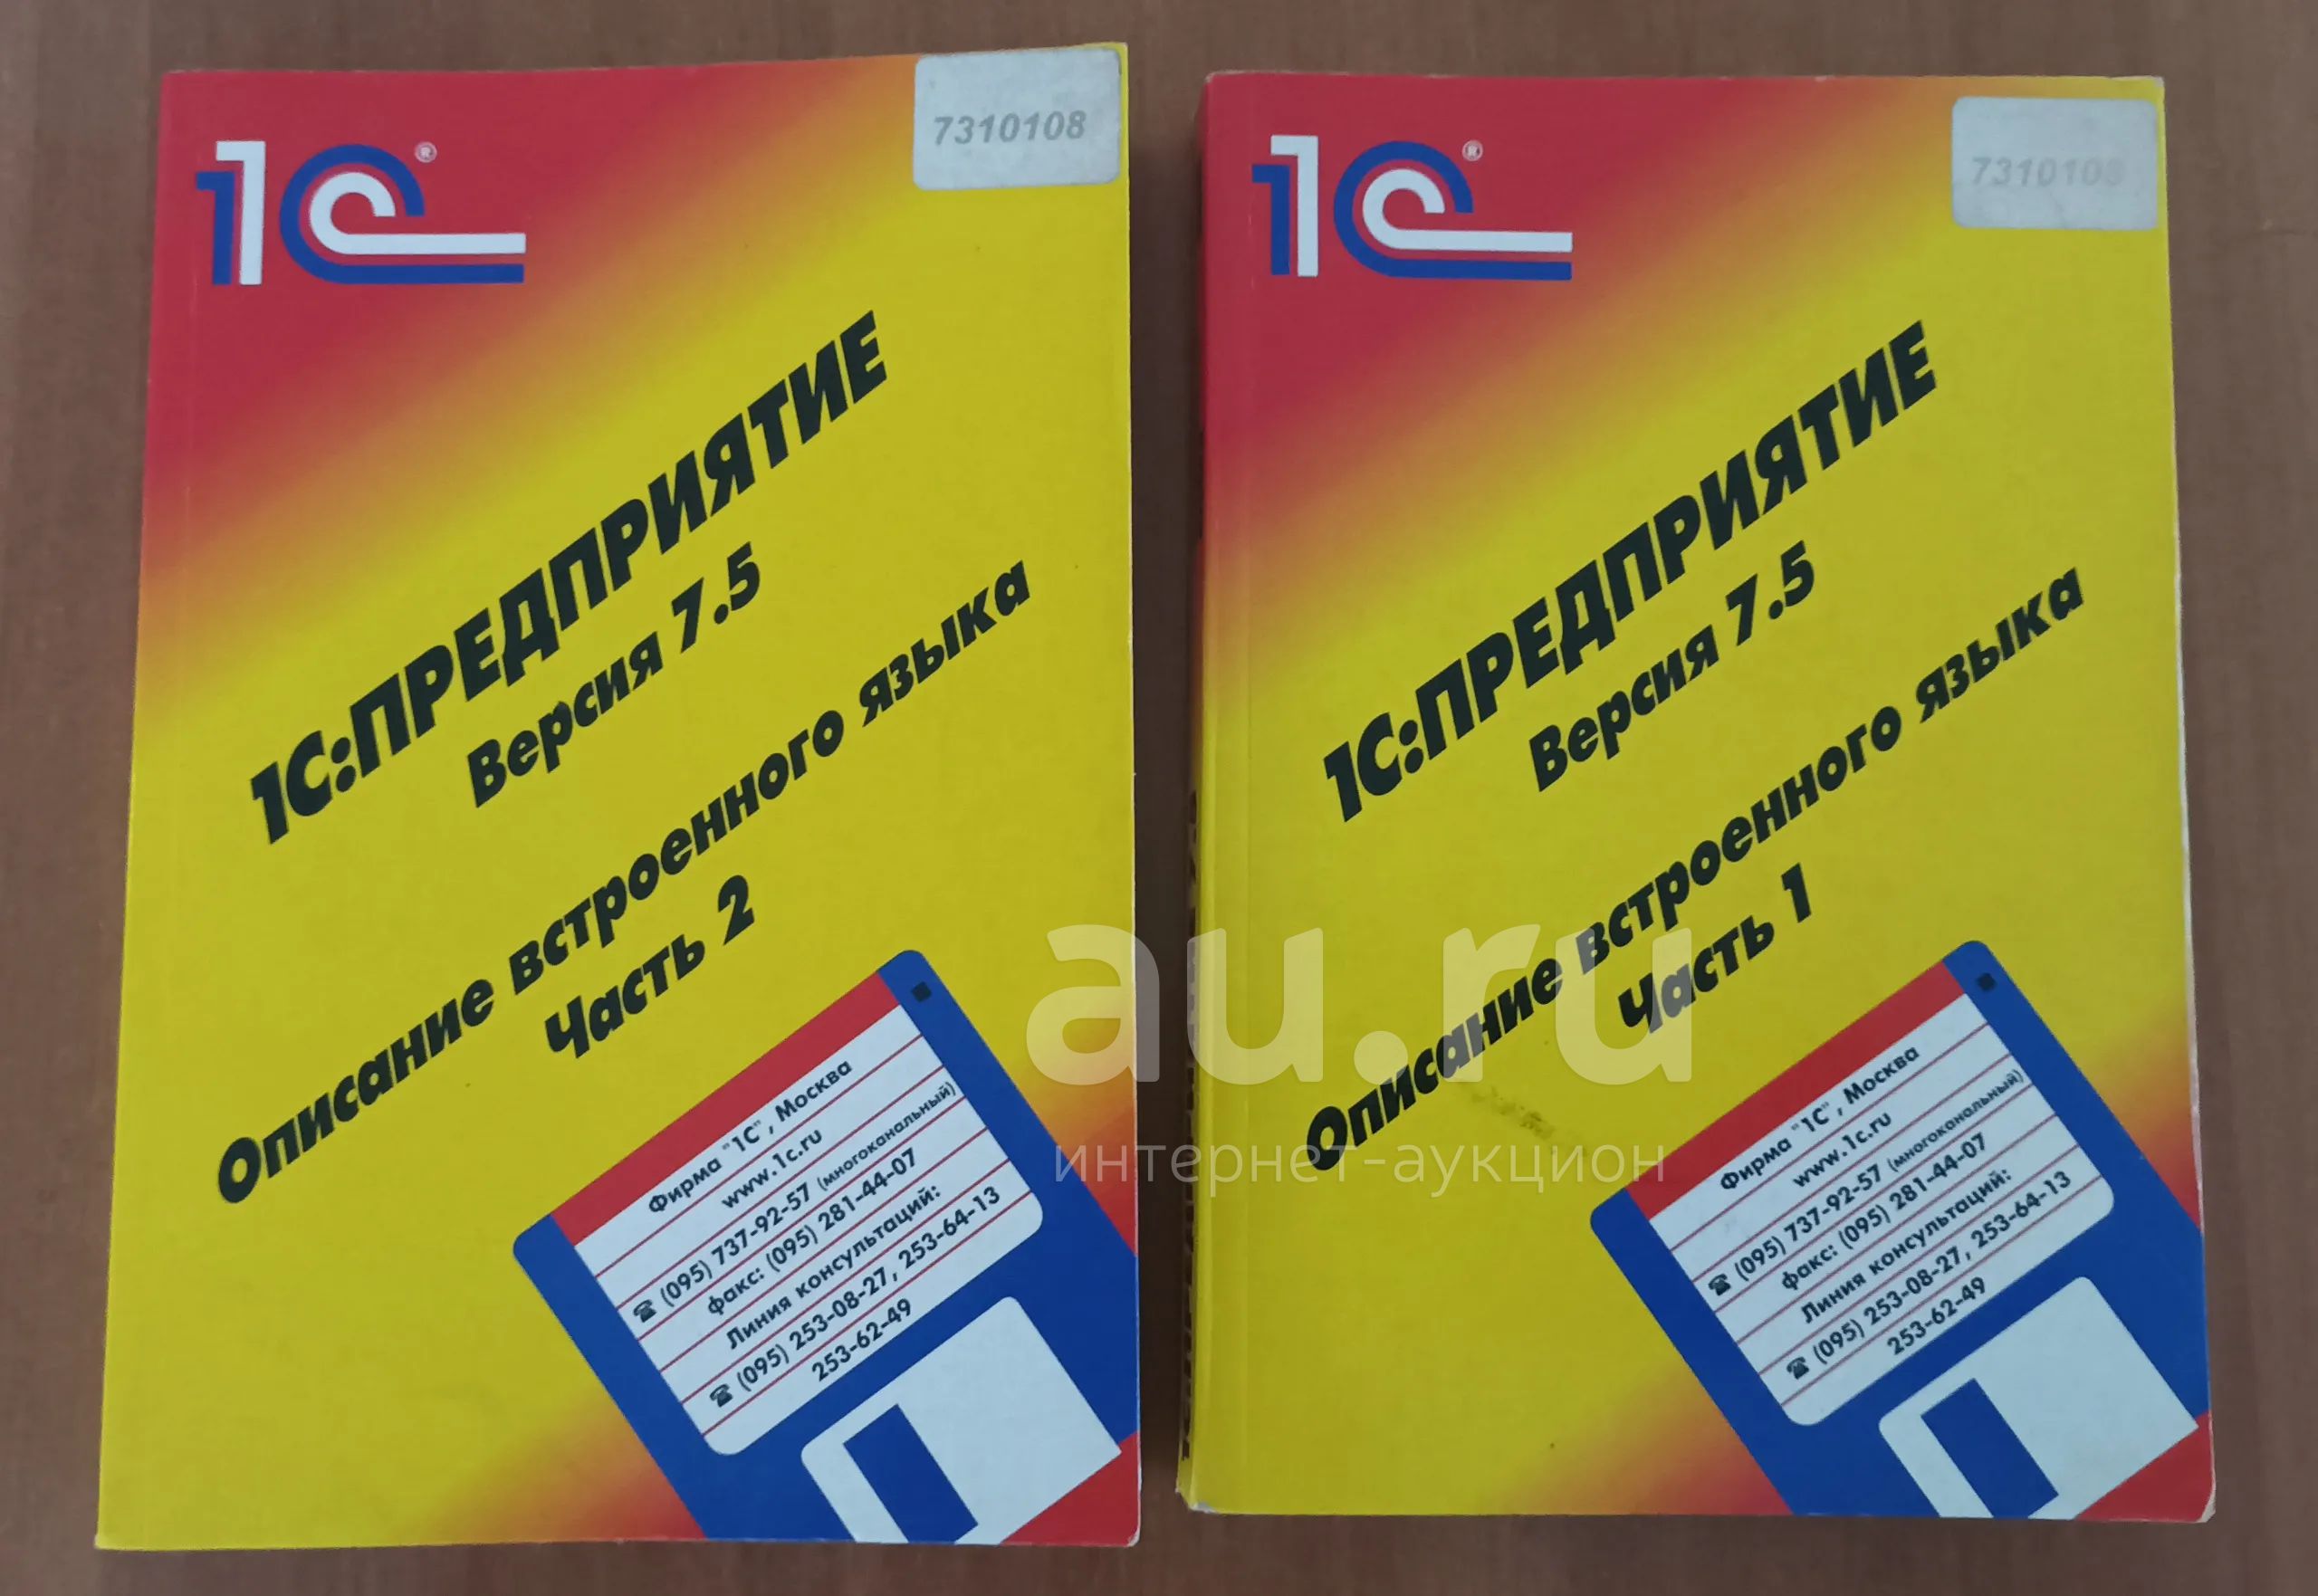 7310108
1С®
1С:ПРЕДПРИЯТИЕ
Версия 7.5
Описание встроенного языка
Часть 2
Фирма "1С", Москва
www.1c.ru
☎ (095) 737-92-57 (многоканальный)
факс: (095) 281-44-07
Линия консультаций:
☎ (095) 253-08-27, 253-64-13
253-62-49
7310108
1С®
1С:ПРЕДПРИЯТИЕ
Версия 7.5
Описание встроенного языка
Часть 1
Фирма "1С", Москва
www.1c.ru
☎ (095) 737-92-57 (многоканальный)
факс: (095) 281-44-07
Линия консультаций:
☎ (095) 253-08-27, 253-64-13
253-62-49
au.ru
интернет-аукцион